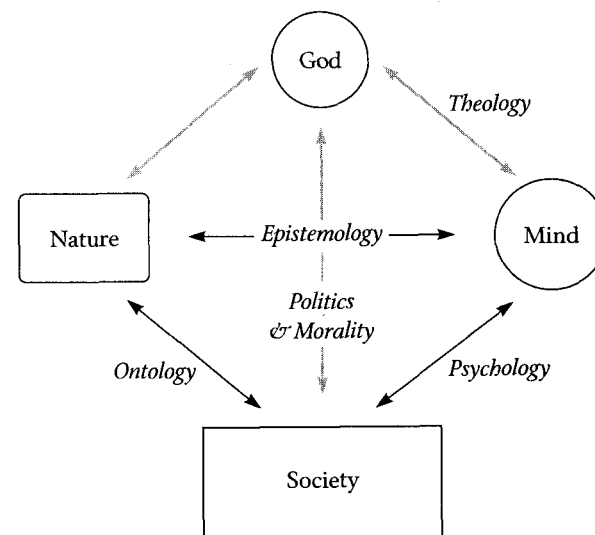 God
Theology
Nature
Epistemology
Mind
Politics
& Morality
Ontology
Psychology
Society